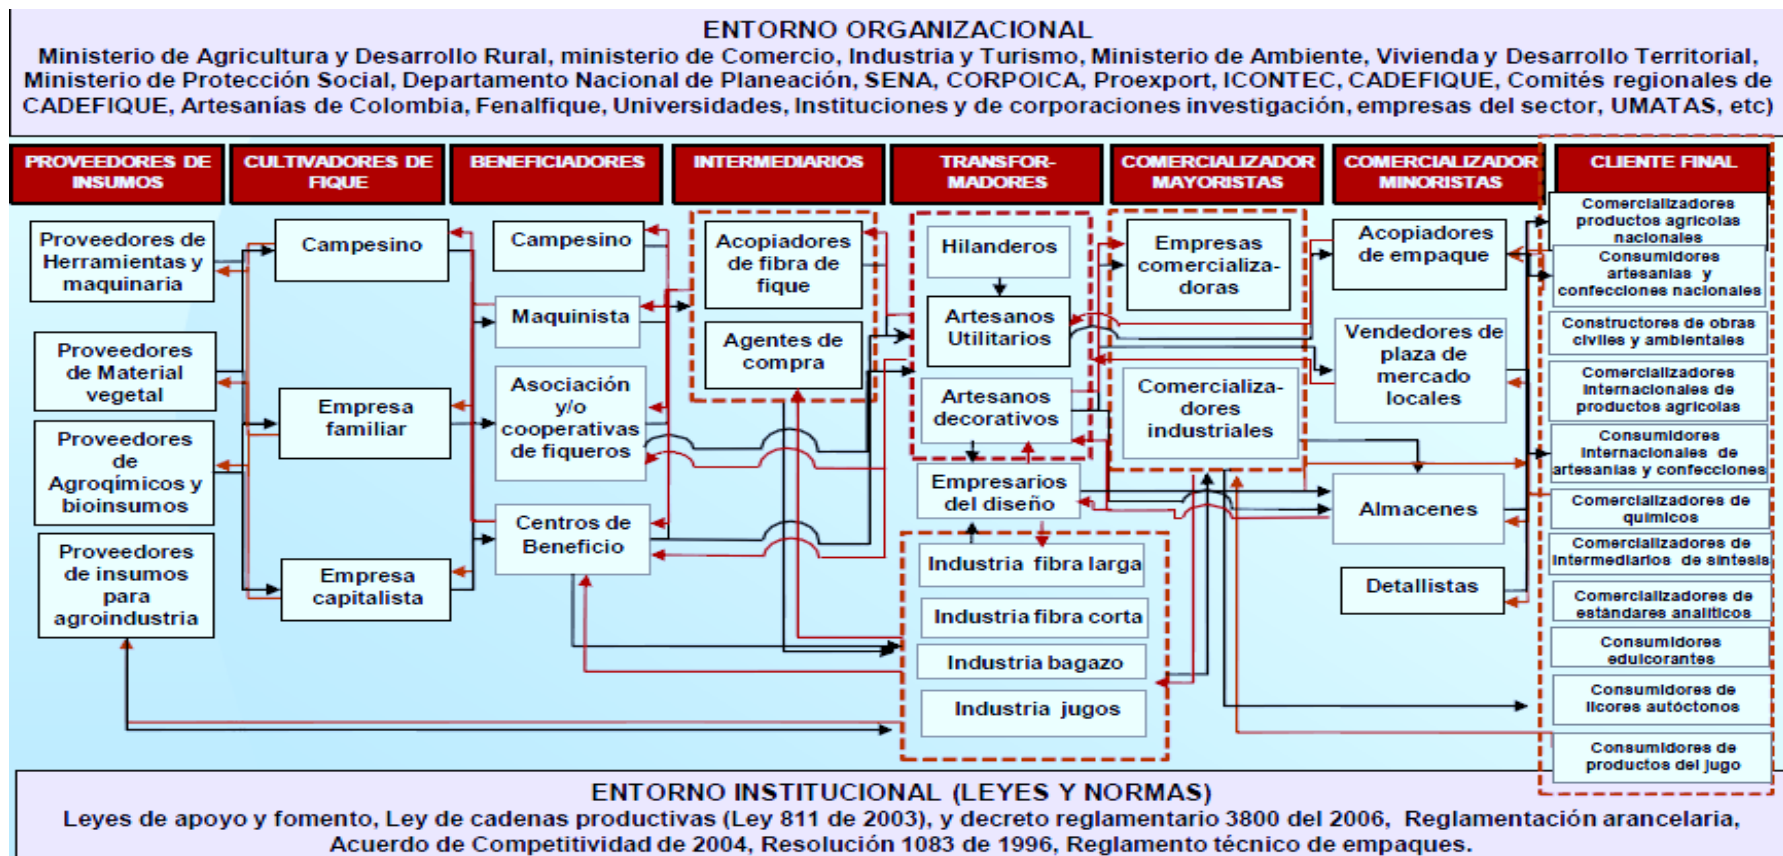 ENTORNO ORGANIZACIONAL
Ministerio de Agricultura y Desarrollo Rural, ministerio de Comercio, Industria y Turismo, Ministerio de Ambiente, Vivienda y Desarrollo Territorial,
Ministerio de Protección Social, Departamento Nacional de Planeación, SENA, CORPOICA, Proexport, ICONTEC, CADEFIQUE, Comités regionales de
CADEFIQUE, Artesanías de Colombia, Fenalfique, Universidades, Instituciones y de corporaciones investigación, empresas del sector, UMATAS, etc)
PROVEEDORES DE
INSUMOS
CULTIVADORES DE
FIQUE
BENEFICIADORES
INTERMEDIARIOS
TRANSFOR-
MADORES
COMERCIALIZADOR
MAYORISTAS
COMERCIALIZADOR
MINORISTAS
CLIENTE FINAL
Proveedores de
Herramientas y
maquinaria
Proveedores
de Material
vegetal
Proveedores
de
Agroqímicos y
bioinsumos
Proveedores
de insumos
para
agroindustria
Campesino
Empresa
familiar
Empresa
capitalista
Campesino
Maquinista
Asociación
y/o
cooperativas
de fiqueros
Centros de
Beneficio
Acopiadores
de fibra de
fique
Agentes de
compra
Hilanderos
Artesanos
Utilitarios
Artesanos
decorativos
Empresarios
del diseño
Industria fibra larga
Industria fibra corta
Industria bagazo
Industria jugos
Empresas
comercializa-
doras
Comercializa-
dores
industriales
Acopiadores
de empaque
Vendedores de
plaza de
mercado
locales
Almacenes
Detallistas
Comercializadores
productos agrícolas
nacionales
Consumidores
artesanías y
confecciones nacionales
Constructores de obras
civiles y ambientales
Comercializadores
Internacionales de
productos agrícolas
Consumidores
Internacionales de
artesanías y confecciones
Comercializadores de
químicos
Comercializadores de
intermediarios de síntesis
Comercializadores de
estándares analíticos
Consumidores
edulcorantes
Consumidores de
licores autóctonos
Consumidores de
productos del jugo
ENTORNO INSTITUCIONAL (LEYES Y NORMAS)
Leyes de apoyo y fomento, Ley de cadenas productivas (Ley 811 de 2003), y decreto reglamentario 3800 del 2006, Reglamentación arancelaria,
Acuerdo de Competitividad de 2004, Resolución 1083 de 1996, Reglamento técnico de empaques.